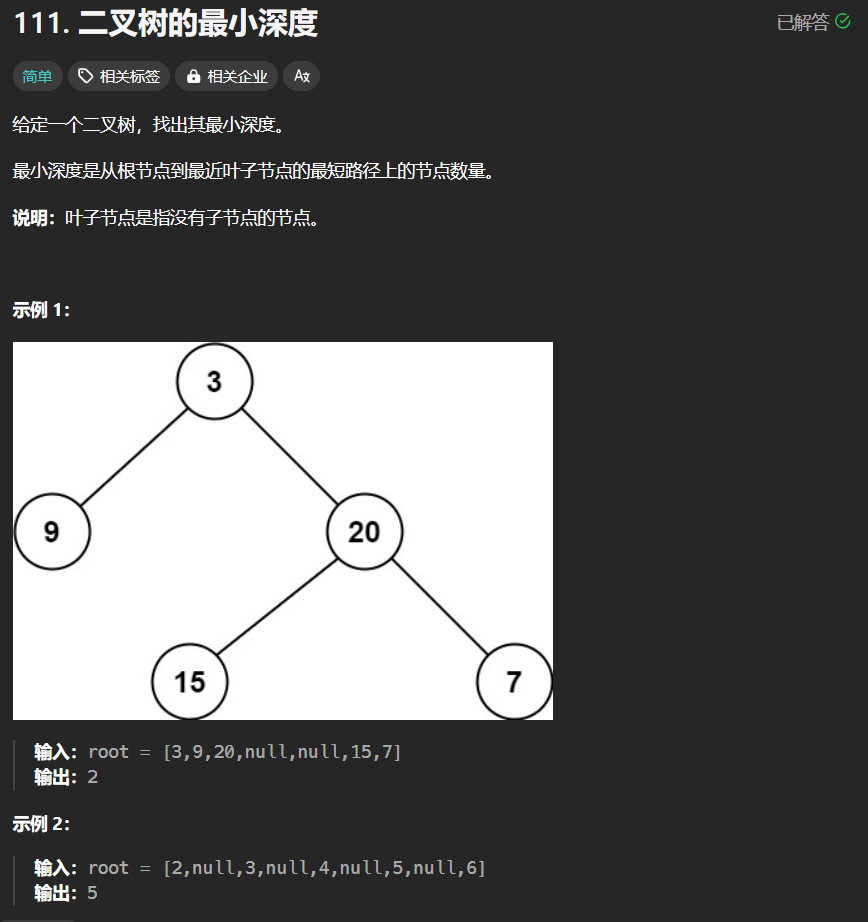 111. 二叉树的最小深度
已解答
简单 相关标签 相关企业 Ax
给定一个二叉树，找出其最小深度。
最小深度是从根节点到最近叶子节点的最短路径上的节点数量。
说明：叶子节点是指没有子节点的节点。
示例 1：
3
9
20
15
7
输入：root = [3,9,20,null,null,15,7]
输出：2
示例 2：
输入：root = [2,null,3,null,4,null,5,null,6]
输出：5